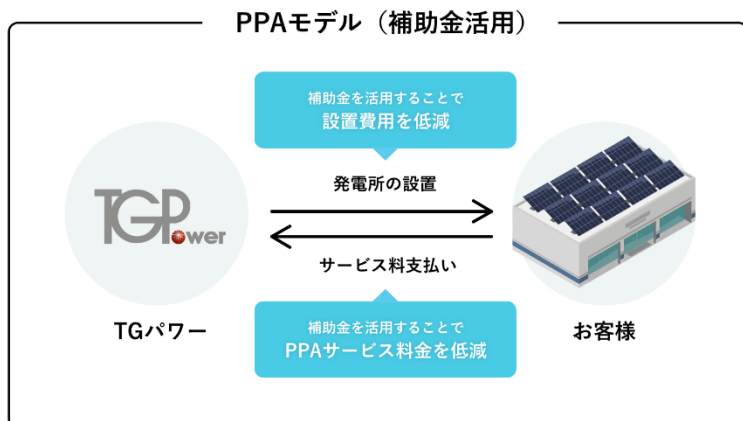 PPAモデル（補助金活用）
補助金を活用することで
設置費用を低減
発電所の設置
TGPower
サービス料支払い
TGパワー
お客様
補助金を活用することで
PPAサービス料金を低減